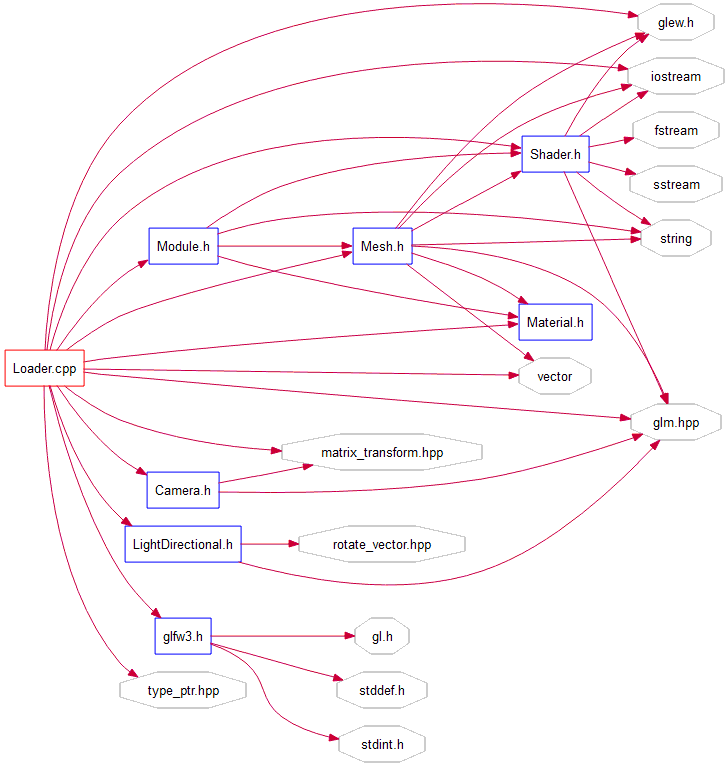 glew.h
iostream
fstream
Shader.h
sstream
string
Module.h
Mesh.h
Material.h
Loader.cpp
vector
glm.hpp
matrix_transform.hpp
Camera.h
LightDirectional.h
rotate_vector.hpp
glfw3.h
gl.h
type_ptr.hpp
stddef.h
stdint.h